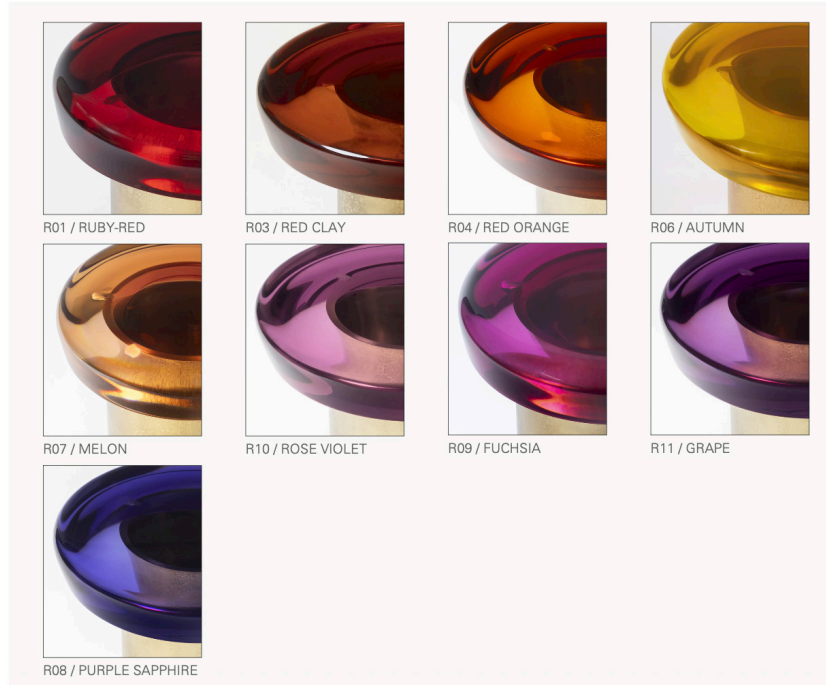 R01 / RUBY-RED
R03 / RED CLAY
R04 / RED ORANGE
R06 / AUTUMN
R07 / MELON
R10 / ROSE VIOLET
R09 / FUCHSIA
R11 / GRAPE
R08 / PURPLE SAPPHIRE